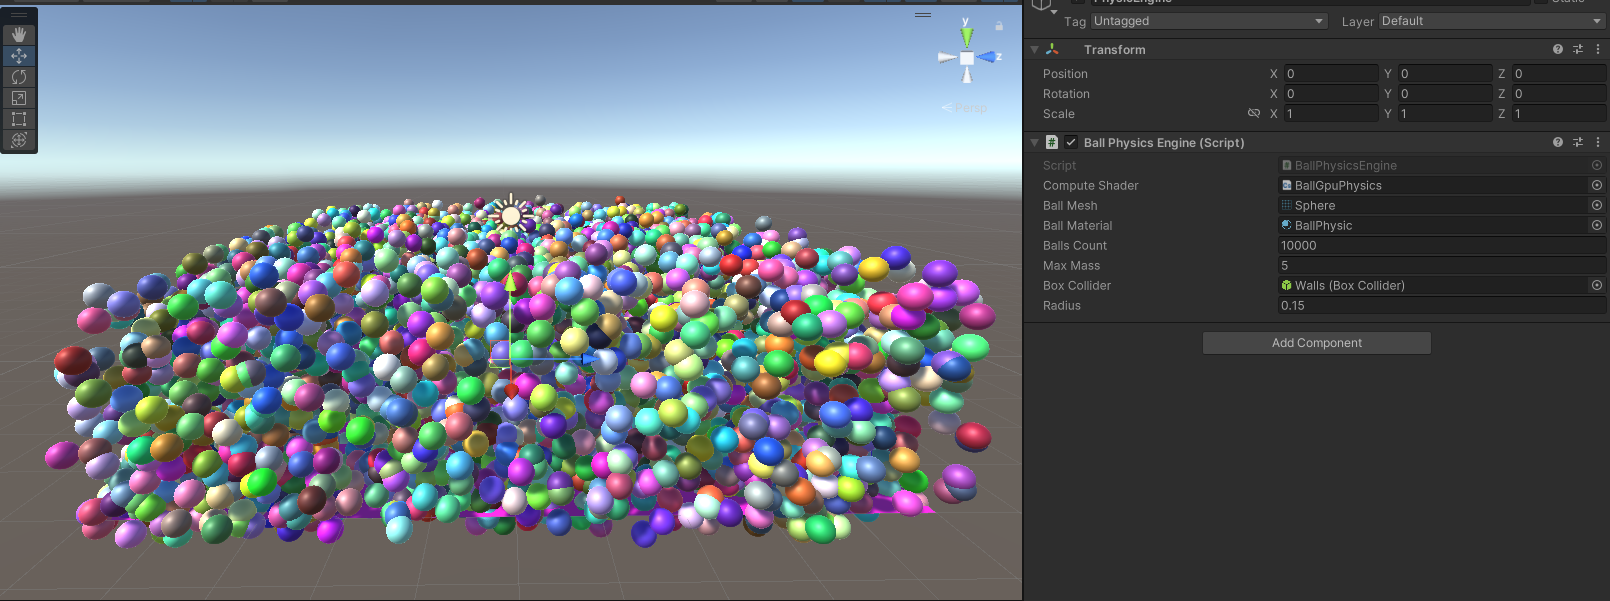 y
z
Persp
PhysicEngine
Static
Tag Untagged Layer Default
Transform
Position X 0 Y 0 Z 0
Rotation X 0 Y 0 Z 0
Scale X 1 Y 1 Z 1
# Ball Physics Engine (Script)
Script BallPhysicsEngine
Compute Shader BallGpuPhysics
Ball Mesh Sphere
Ball Material BallPhysic
Balls Count 10000
Max Mass 5
Box Collider Walls (Box Collider)
Radius 0.15
Add Component